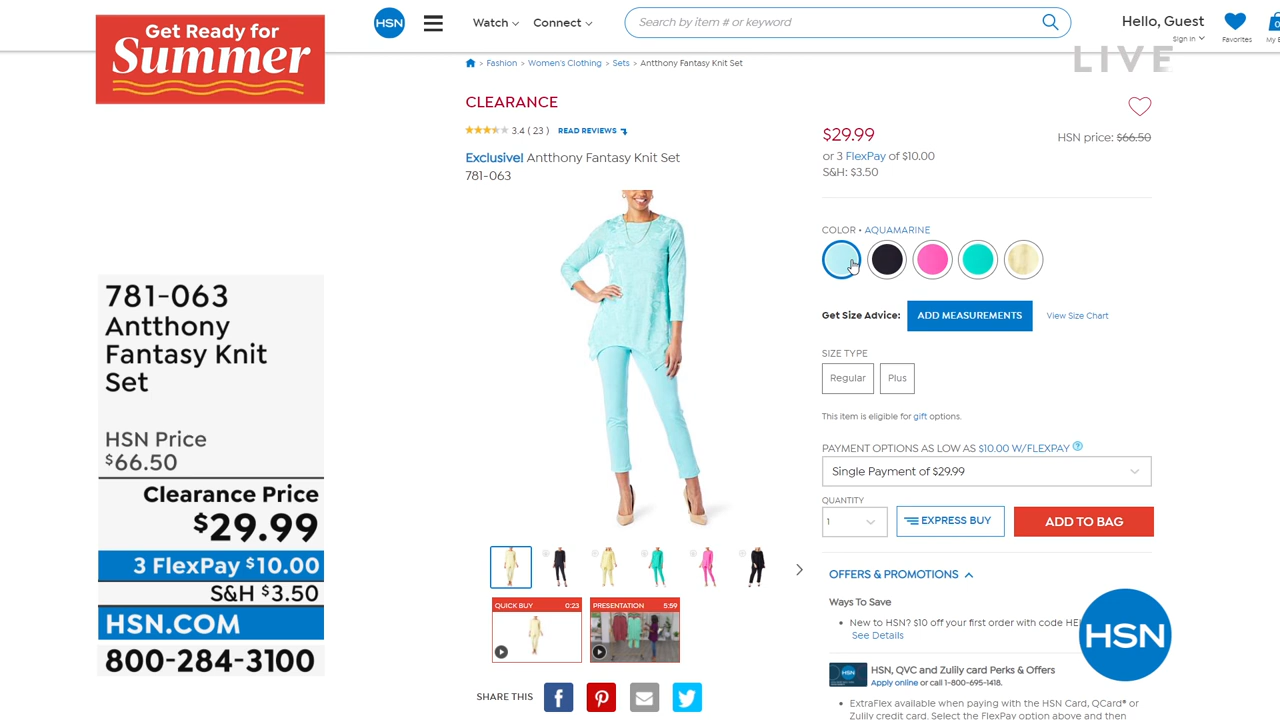 Get Ready for
Summer
781-063
Antthony
Fantasy Knit
Set
HSN Price
$66.50
Clearance Price
$29.99
3 FlexPay $10.00
S&H $3.50
HSN.COM
800-284-3100
HSN
Watch
Connect
Search by item # or keyword
Hello, Guest
Sign In
Favorites
0
LIVE
> Fashion > Women's Clothing > Sets > Antthony Fantasy Knit Set
CLEARANCE
3.4 ( 23 ) READ REVIEWS
Exclusive! Antthony Fantasy Knit Set
781-063
QUICK BUY 0:23
PRESENTATION 5:59
SHARE THIS
$29.99
HSN price: $66.50
or 3 FlexPay of $10.00
S&H: $3.50
COLOR • AQUAMARINE
Get Size Advice: ADD MEASUREMENTS View Size Chart
SIZE TYPE
Regular Plus
This item is eligible for gift options.
PAYMENT OPTIONS AS LOW AS $10.00 W/FLEXPAY ?
Single Payment of $29.99
QUANTITY
1 EXPRESS BUY ADD TO BAG
OFFERS & PROMOTIONS
Ways To Save
• New to HSN? $10 off your first order with code
See Details
HSN
HSN, QVC and Zulily card Perks & Offers
Apply online or call 1-800-695-1418.
• ExtraFlex available when paying with the HSN Card, QCard® or
Zulily credit card. Select the FlexPay option above and then